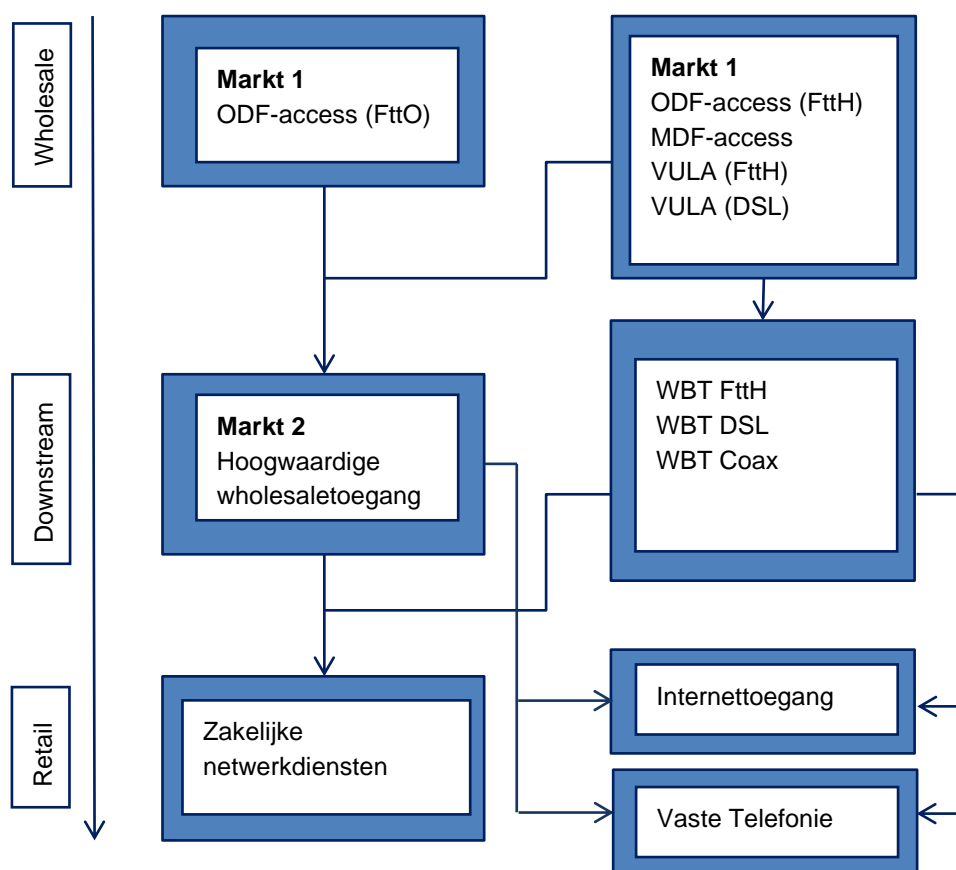 Wholesale
Markt 1
ODF-access (FttO)
Markt 1
ODF-access (FttH)
MDF-access
VULA (FttH)
VULA (DSL)
Downstream
Markt 2
Hoogwaardige
wholesaletoegang
WBT FttH
WBT DSL
WBT Coax
Retail
Zakelijke
netwerkdiensten
Internettoegang
Vaste Telefonie